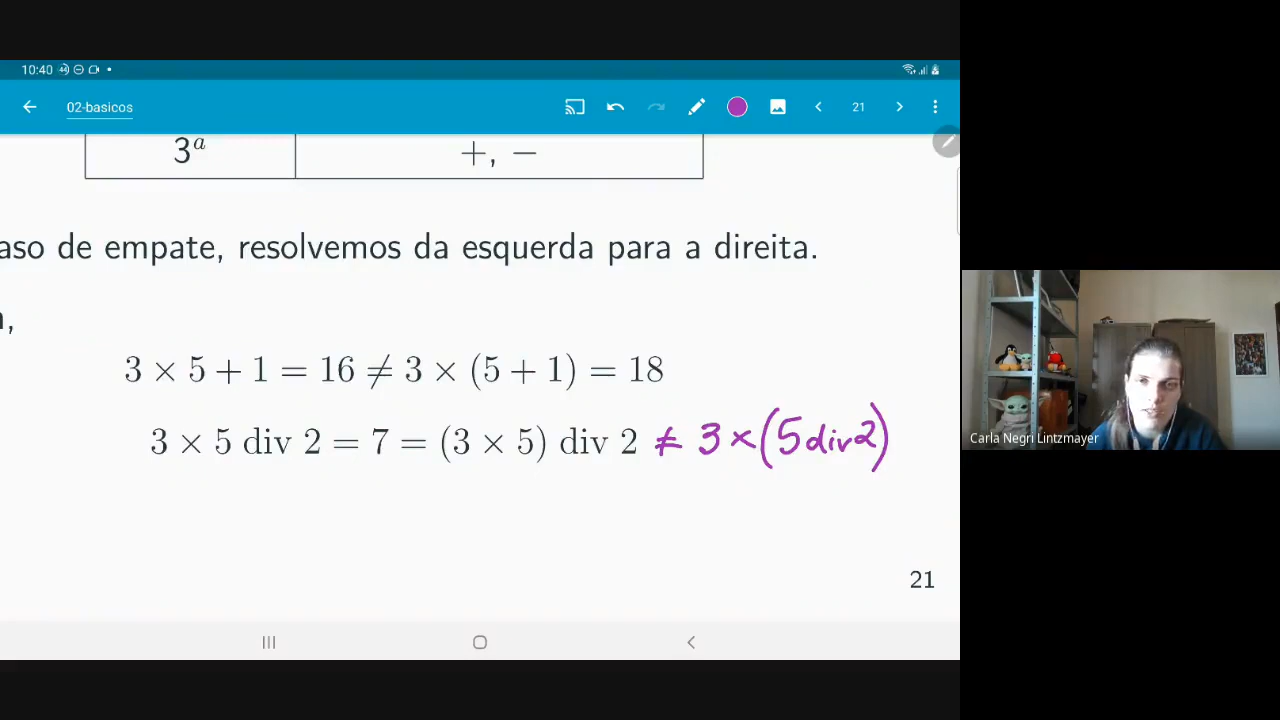 10:40
02-basicos
21
3ª
+, −
aso de empate, resolvemos da esquerda para a direita.
,
3 × 5 + 1 = 16 ≠ 3 × (5 + 1) = 18
3 × 5 div 2 = 7 = (3 × 5) div 2 ≠ 3 × (5 div 2)
21
Carla Negri Lintzmayer